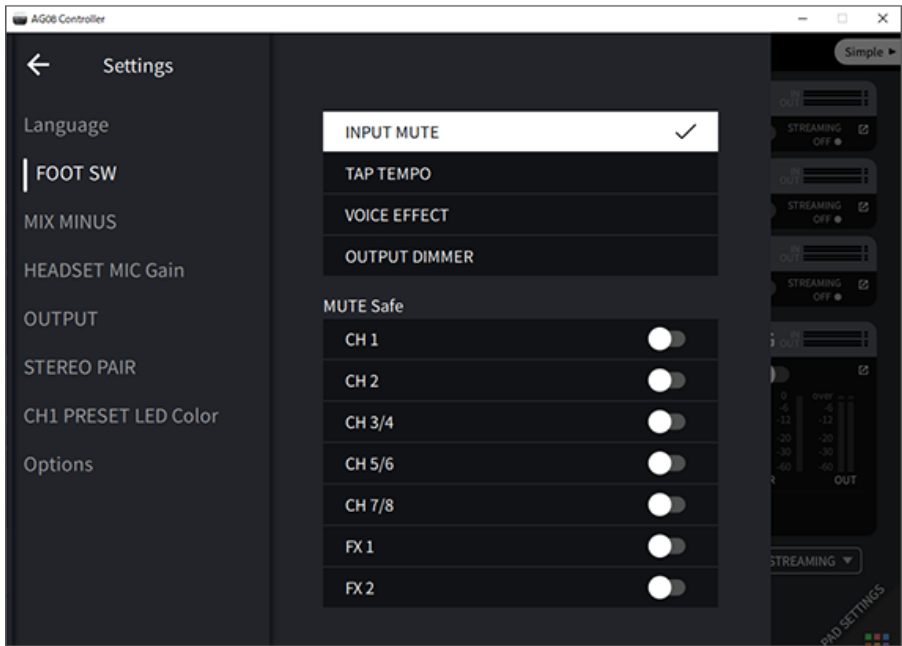 AG08 Controller
Settings
Simple
Language
FOOT SW
MIX MINUS
HEADSET MIC Gain
OUTPUT
STEREO PAIR
CH1 PRESET LED Color
Options
INPUT MUTE
TAP TEMPO
VOICE EFFECT
OUTPUT DIMMER
MUTE Safe
CH 1
CH 2
CH 3/4
CH 5/6
CH 7/8
FX 1
FX 2
IN
OUT
STREAMING
OFF
IN
OUT
STREAMING
OFF
IN
OUT
STREAMING
OFF
IN
OUT
0 over
-6 -6
-12 -12
-20 -20
-30 -30
-60 -60
OUT
STREAMING
PAD SETTINGS